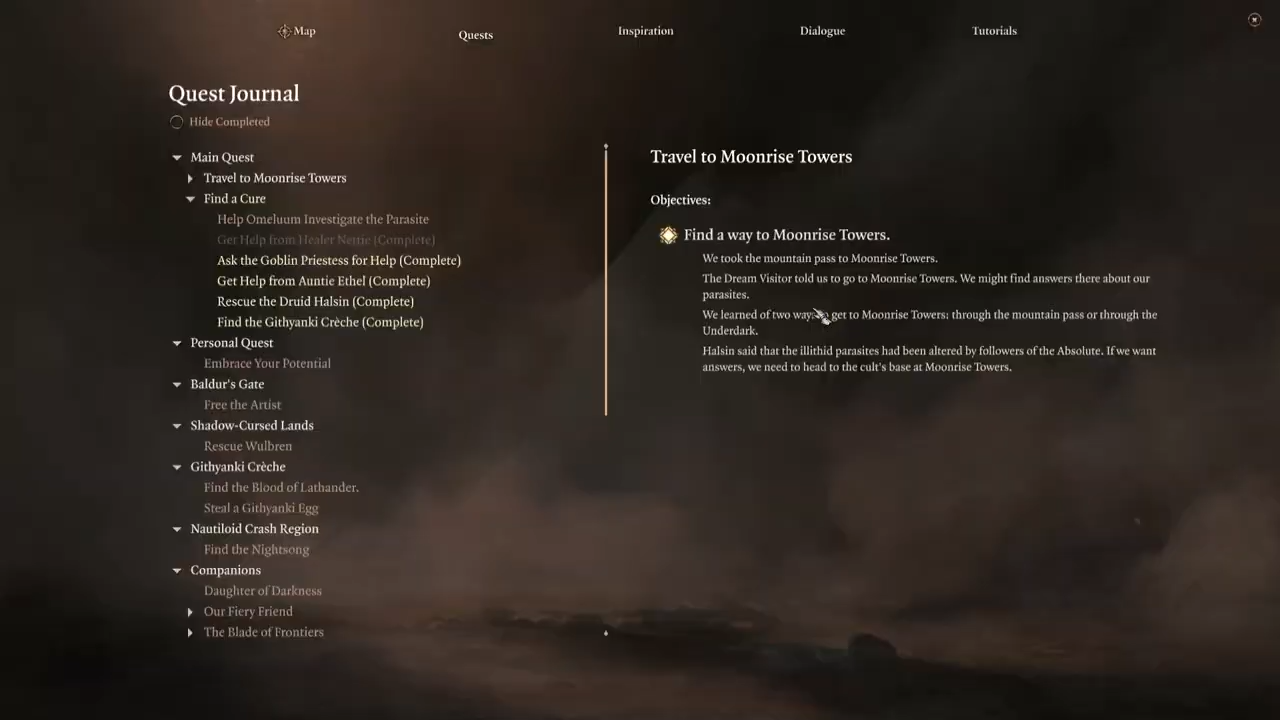 Map
Quests
Inspiration
Dialogue
Tutorials
Quest Journal
Hide Completed
Main Quest
Travel to Moonrise Towers
Find a Cure
Help Omeluum Investigate the Parasite
Get Help from Healer Nettie (Complete)
Ask the Goblin Priestess for Help (Complete)
Get Help from Auntie Ethel (Complete)
Rescue the Druid Halsin (Complete)
Find the Githyanki Crèche (Complete)
Personal Quest
Embrace Your Potential
Baldur's Gate
Free the Artist
Shadow-Cursed Lands
Rescue Wulbren
Githyanki Crèche
Find the Blood of Lathander.
Steal a Githyanki Egg
Nautiloid Crash Region
Find the Nightsong
Companions
Daughter of Darkness
Our Fiery Friend
The Blade of Frontiers
Travel to Moonrise Towers
Objectives:
Find a way to Moonrise Towers.
We took the mountain pass to Moonrise Towers.
The Dream Visitor told us to go to Moonrise Towers. We might find answers there about our
parasites.
We learned of two ways get to Moonrise Towers: through the mountain pass or through the
Underdark.
Halsin said that the illithid parasites had been altered by followers of the Absolute. If we want
answers, we need to head to the cult's base at Moonrise Towers.